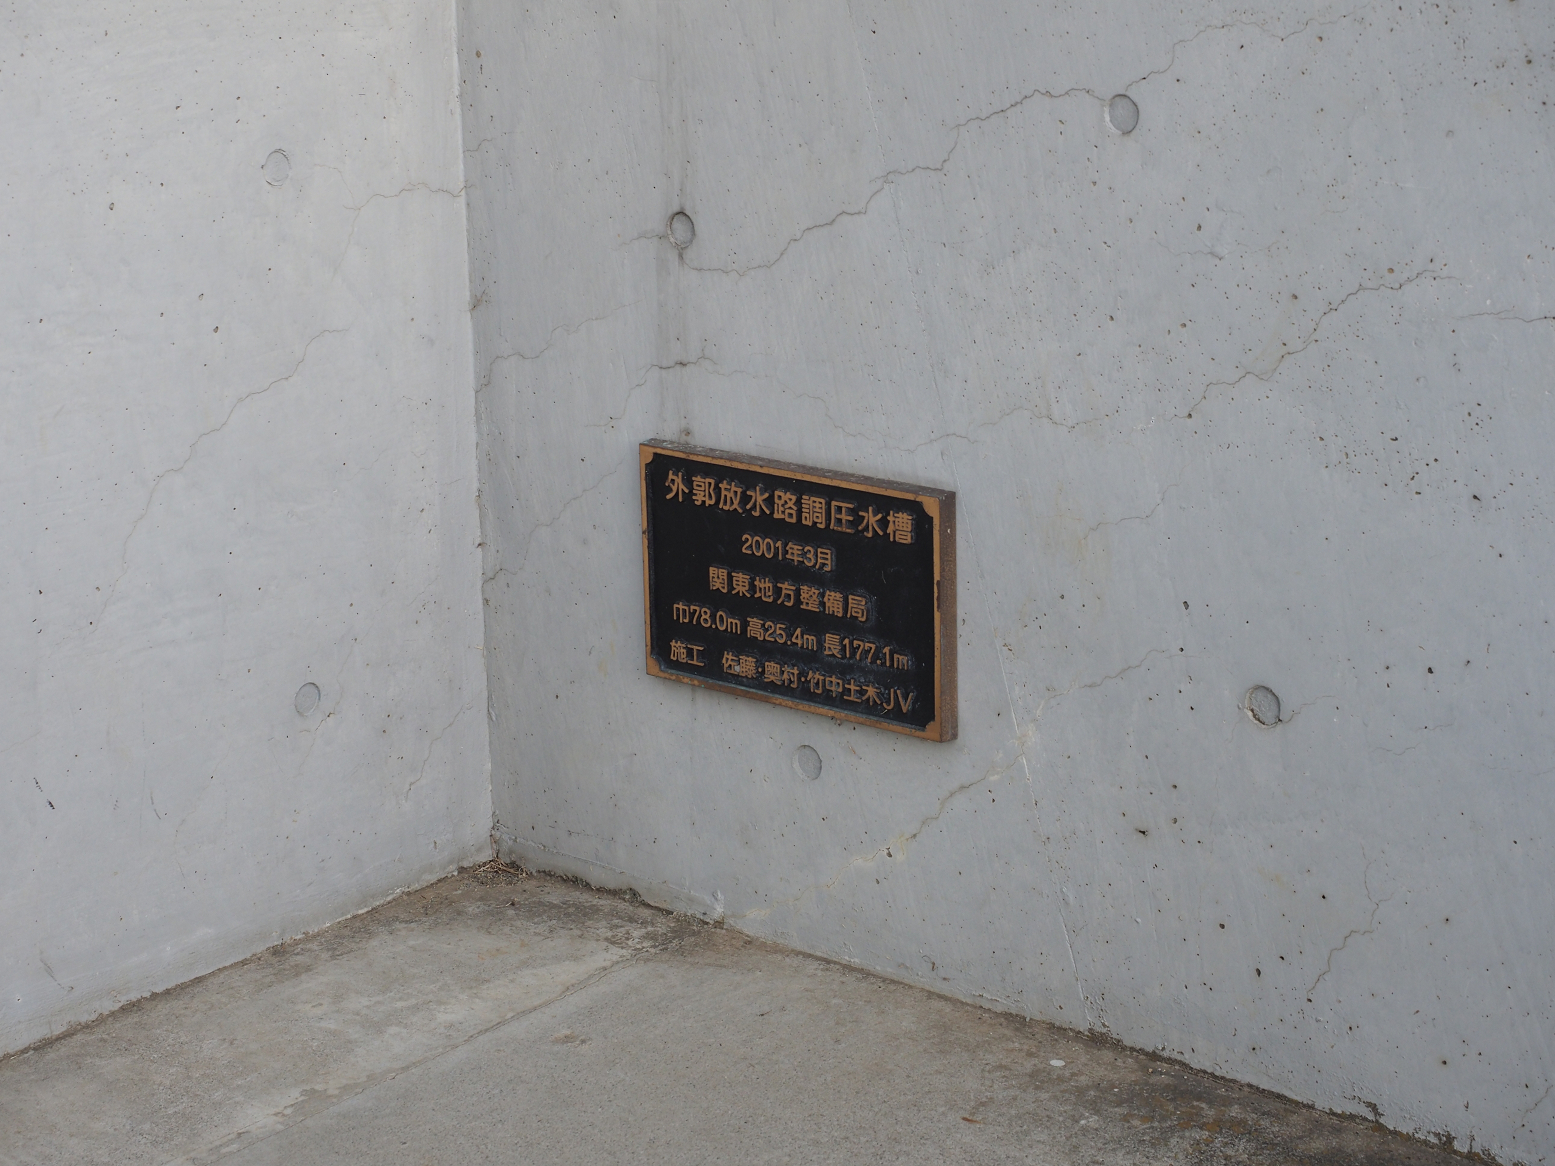 外郭放水路調圧水槽
2001年3月
関東地方整備局
巾78.0m 高25.4m 長177.1m
施工　佐藤・奥村・竹中土木JV